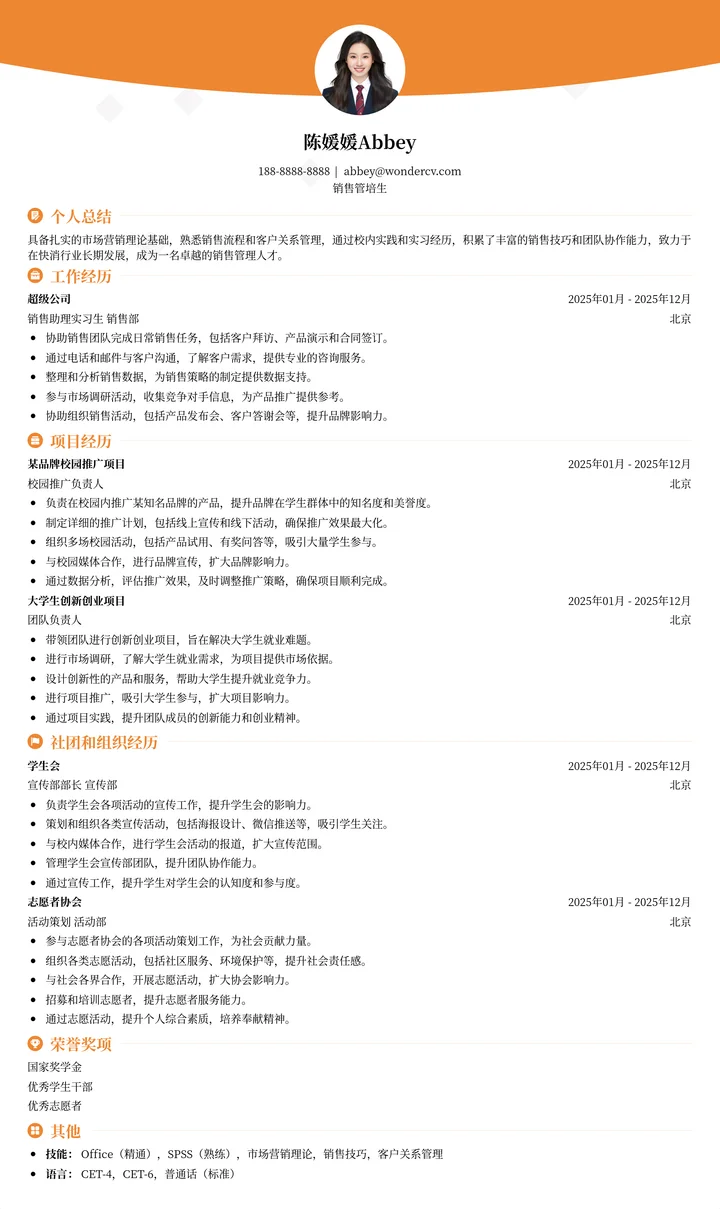 陈媛媛Abbey
188-8888-8888 | abbey@wondercv.com
销售管培生
个人总结
具备扎实的市场营销理论基础，熟悉销售流程和客户关系管理，通过校内实践和实习经历，积累了丰富的销售技巧和团队协作能力，致力于
在快消行业长期发展，成为一名卓越的销售管理人才。
工作经历
超级公司 2025年01月 - 2025年12月
销售助理实习生 销售部 北京
• 协助销售团队完成日常销售任务，包括客户拜访、产品演示和合同签订。
• 通过电话和邮件与客户沟通，了解客户需求，提供专业的咨询服务。
• 整理和分析销售数据，为销售策略的制定提供数据支持。
• 参与市场调研活动，收集竞争对手信息，为产品推广提供参考。
• 协助组织销售活动，包括产品发布会、客户答谢会等，提升品牌影响力。
项目经历
某品牌校园推广项目 2025年01月 - 2025年12月
校园推广负责人 北京
• 负责在校园内推广某知名品牌的产品，提升品牌在学生群体中的知名度和美誉度。
• 制定详细的推广计划，包括线上宣传和线下活动，确保推广效果最大化。
• 组织多场校园活动，包括产品试用、有奖问答等，吸引大量学生参与。
• 与校园媒体合作，进行品牌宣传，扩大品牌影响力。
• 通过数据分析，评估推广效果，及时调整推广策略，确保项目顺利完成。
大学生创新创业项目 2025年01月 - 2025年12月
团队负责人 北京
• 带领团队进行创新创业项目，旨在解决大学生就业难题。
• 进行市场调研，了解大学生就业需求，为项目提供市场依据。
• 设计创新性的产品和服务，帮助大学生提升就业竞争力。
• 进行项目推广，吸引大学生参与，扩大项目影响力。
• 通过项目实践，提升团队成员的创新能力和创业精神。
社团和组织经历
学生会 2025年01月 - 2025年12月
宣传部部长 宣传部 北京
• 负责学生会各项活动的宣传工作，提升学生会的影响力。
• 策划和组织各类宣传活动，包括海报设计、微信推送等，吸引学生关注。
• 与校内媒体合作，进行学生会活动的报道，扩大宣传范围。
• 管理学生会宣传部团队，提升团队协作能力。
• 通过宣传工作，提升学生对学生会的认知度和参与度。
志愿者协会 2025年01月 - 2025年12月
活动策划 活动部 北京
• 参与志愿者协会的各项活动策划工作，为社会贡献力量。
• 组织各类志愿活动，包括社区服务、环境保护等，提升社会责任感。
• 与社会各界合作，开展志愿活动，扩大协会影响力。
• 招募和培训志愿者，提升志愿者服务能力。
• 通过志愿活动，提升个人综合素质，培养奉献精神。
荣誉奖项
国家奖学金
优秀学生干部
优秀志愿者
其他
• 技能： Office（精通），SPSS（熟练），市场营销理论，销售技巧，客户关系管理
• 语言： CET-4，CET-6，普通话（标准）